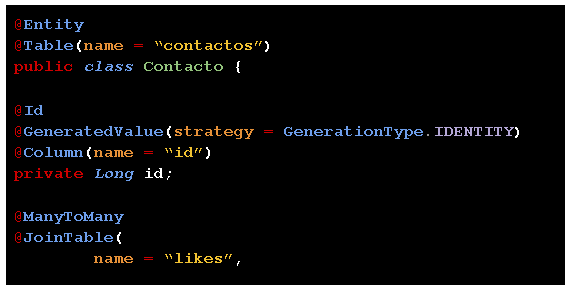 @Entity
@Table(name = “contactos”)
public class Contacto {
@Id
@GeneratedValue(strategy = GenerationType.IDENTITY)
@Column(name = “id”)
private Long id;
@ManyToMany
@JoinTable(
name = “likes”,